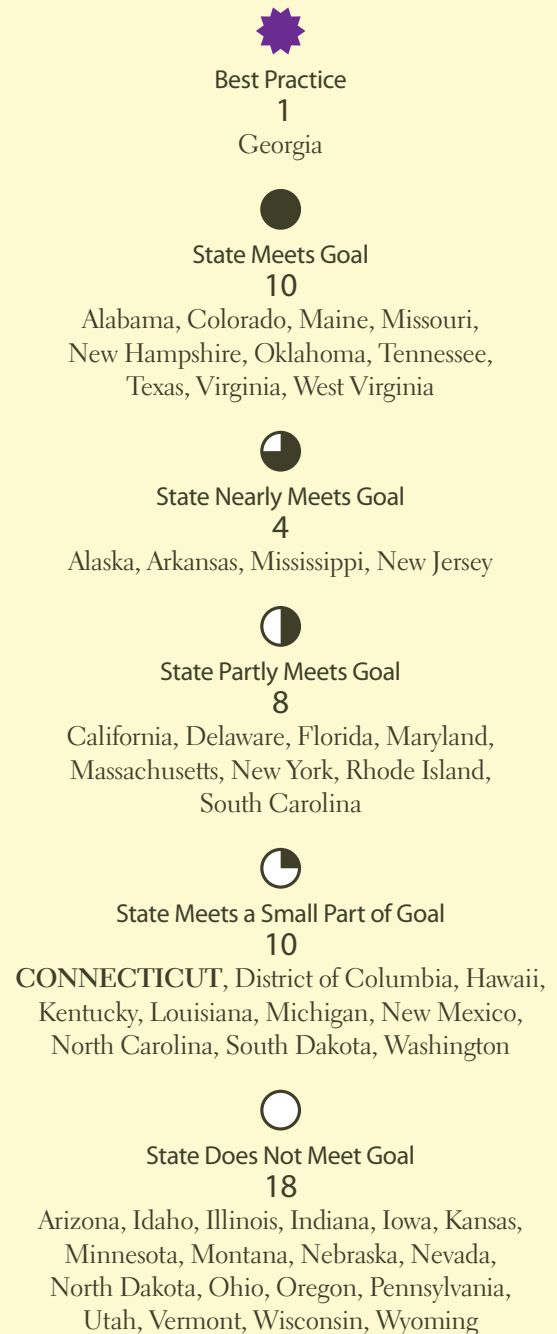 Best Practice
1
Georgia
State Meets Goal
10
Alabama, Colorado, Maine, Missouri,
New Hampshire, Oklahoma, Tennessee,
Texas, Virginia, West Virginia
State Nearly Meets Goal
4
Alaska, Arkansas, Mississippi, New Jersey
State Partly Meets Goal
8
California, Delaware, Florida, Maryland,
Massachusetts, New York, Rhode Island,
South Carolina
State Meets a Small Part of Goal
10
CONNECTICUT, District of Columbia, Hawaii,
Kentucky, Louisiana, Michigan, New Mexico,
North Carolina, South Dakota, Washington
State Does Not Meet Goal
18
Arizona, Idaho, Illinois, Indiana, Iowa, Kansas,
Minnesota, Montana, Nebraska, Nevada,
North Dakota, Ohio, Oregon, Pennsylvania,
Utah, Vermont, Wisconsin, Wyoming